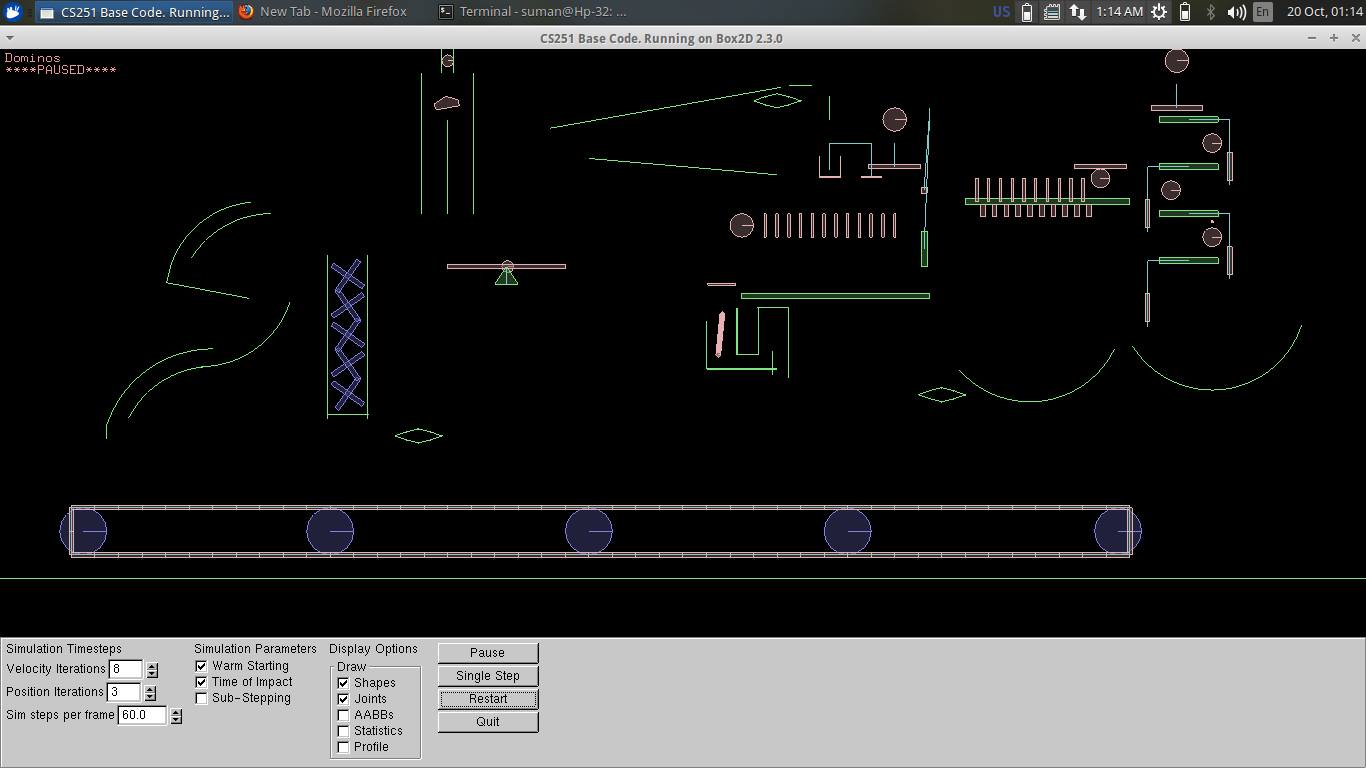 CS251 Base Code. Running... New Tab - Mozilla Firefox Terminal - suman@Hp-32: ... US 1:14 AM En 20 Oct, 01:14
CS251 Base Code. Running on Box2D 2.3.0
Dominos
****PAUSED****
Simulation Timesteps
Velocity Iterations 8
Position Iterations 3
Sim steps per frame 60.0
Simulation Parameters
Warm Starting
Time of Impact
Sub-Stepping
Display Options
Draw
Shapes
Joints
AABBs
Statistics
Profile
Pause
Single Step
Restart
Quit